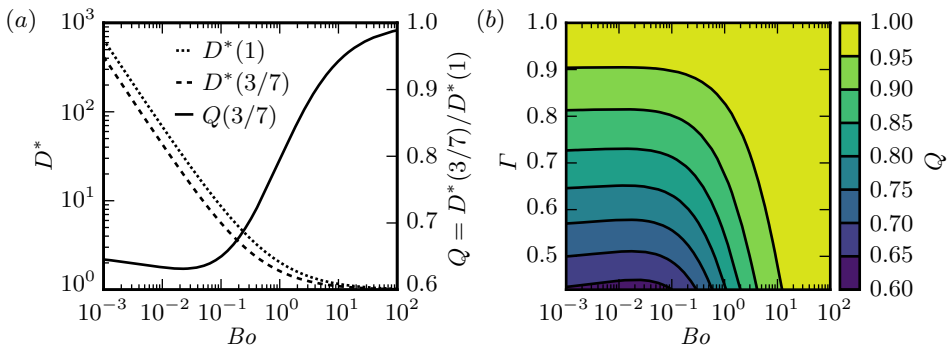 (a)
10³
10²
10¹
10⁰
D*
D*(1)
D*(3/7)
Q(3/7)
1.0
0.9
0.8
0.7
0.6
Q = D*(3/7)/D*(1)
10⁻³ 10⁻² 10⁻¹ 10⁰ 10¹ 10²
Bo
(b)
1.0
0.9
0.8
0.7
0.6
0.5
Γ
10⁻³ 10⁻² 10⁻¹ 10⁰ 10¹ 10²
Bo
1.00
0.95
0.90
0.85
0.80
0.75
0.70
0.65
0.60
Q